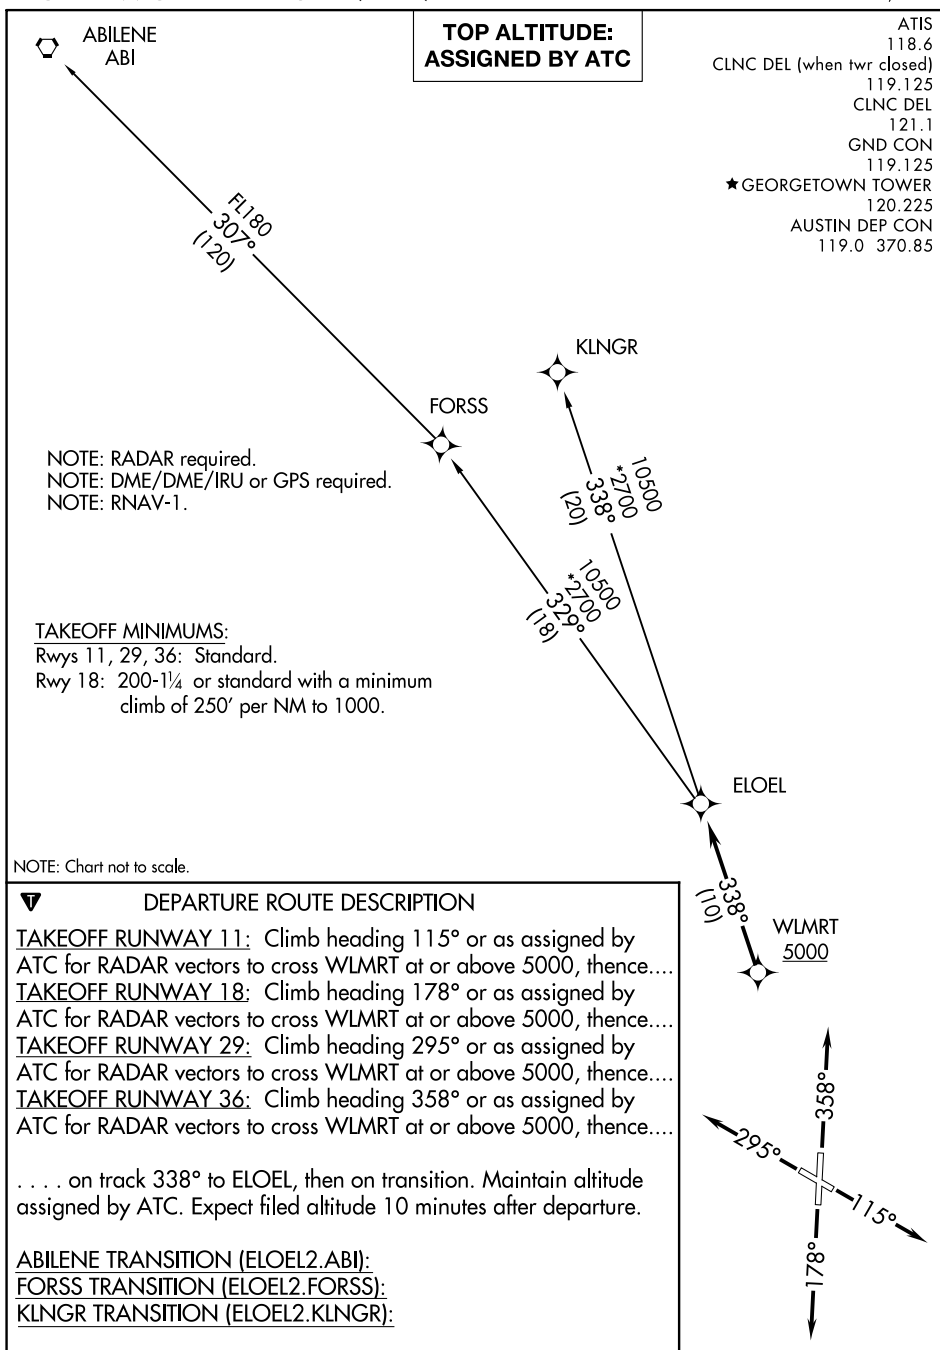 TOP ALTITUDE:
ASSIGNED BY ATC
ATIS
118.6
CLNC DEL (when twr closed)
119.125
CLNC DEL
121.1
GND CON
119.125
★GEORGETOWN TOWER
120.225
AUSTIN DEP CON
119.0 370.85
ABILENE
ABI
FL180
307°
(120)
KLNGR
FORSS
10500
*2700
338°
(20)
10500
*2700
329°
(18)
NOTE: RADAR required.
NOTE: DME/DME/IRU or GPS required.
NOTE: RNAV-1.
TAKEOFF MINIMUMS:
Rwys 11, 29, 36: Standard.
Rwy 18: 200-1¼ or standard with a minimum
climb of 250' per NM to 1000.
ELOEL
338°
(10)
WLMRT
5000
NOTE: Chart not to scale.
T
DEPARTURE ROUTE DESCRIPTION
TAKEOFF RUNWAY 11: Climb heading 115° or as assigned by
ATC for RADAR vectors to cross WLMRT at or above 5000, thence....
TAKEOFF RUNWAY 18: Climb heading 178° or as assigned by
ATC for RADAR vectors to cross WLMRT at or above 5000, thence....
TAKEOFF RUNWAY 29: Climb heading 295° or as assigned by
ATC for RADAR vectors to cross WLMRT at or above 5000, thence....
TAKEOFF RUNWAY 36: Climb heading 358° or as assigned by
ATC for RADAR vectors to cross WLMRT at or above 5000, thence....
. . . . on track 338° to ELOEL, then on transition. Maintain altitude
assigned by ATC. Expect filed altitude 10 minutes after departure.
ABILENE TRANSITION (ELOEL2.ABI):
FORSS TRANSITION (ELOEL2.FORSS):
KLNGR TRANSITION (ELOEL2.KLNGR):
358°
295°
115°
178°